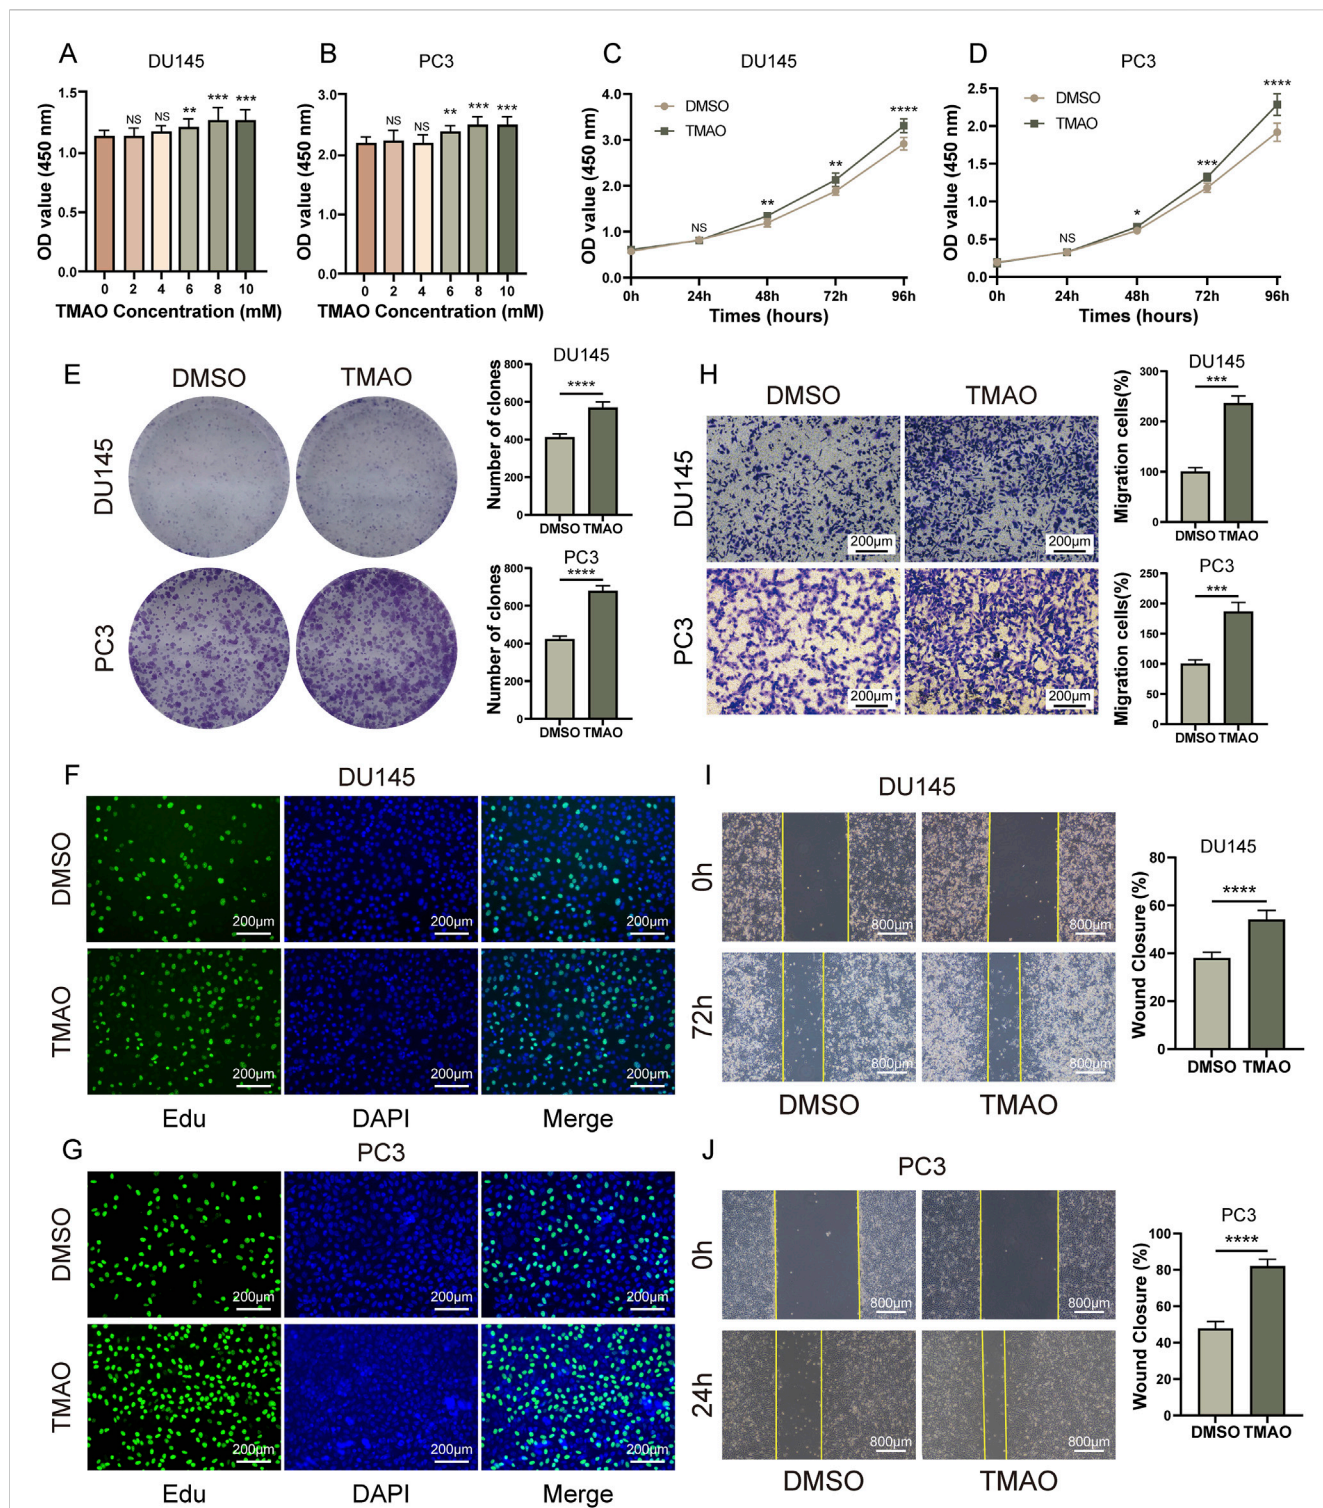 A
DU145
OD value (450 nm)
1.5
1.0
0.5
0.0
NS NS ** *** ***
0 2 4 6 8 10
TMAO Concentration (mM)
B
PC3
OD value (450 nm)
3.0
2.0
1.0
0.0
NS NS ** *** ***
0 2 4 6 8 10
TMAO Concentration (mM)
C
DU145
OD value (450 nm)
4.0
3.0
2.0
1.0
0.0
DMSO
TMAO
NS ** ** ****
0h 24h 48h 72h 96h
Times (hours)
D
PC3
OD value (450 nm)
2.5
2.0
1.5
1.0
0.5
0.0
DMSO
TMAO
NS * *** ****
0h 24h 48h 72h 96h
Times (hours)
E
DMSO TMAO
DU145
PC3
DU145
Number of clones
800
600
400
200
0
****
DMSO TMAO
PC3
Number of clones
800
600
400
200
0
****
DMSO TMAO
H
DMSO TMAO
DU145
200μm 200μm
PC3
200μm 200μm
DU145
Migration cells(%)
300
200
100
0
***
DMSO TMAO
PC3
Migration cells(%)
250
200
150
100
50
0
***
DMSO TMAO
F
DU145
DMSO
200μm 200μm 200μm
TMAO
200μm 200μm 200μm
Edu DAPI Merge
G
PC3
DMSO
200μm 200μm 200μm
TMAO
200μm 200μm 200μm
Edu DAPI Merge
I
DU145
0h
800μm 800μm
72h
800μm 800μm
DMSO TMAO
DU145
Wound Closure (%)
80
60
40
20
0
****
DMSO TMAO
J
PC3
0h
800μm 800μm
24h
800μm 800μm
DMSO TMAO
PC3
Wound Closure (%)
100
80
60
40
20
0
****
DMSO TMAO